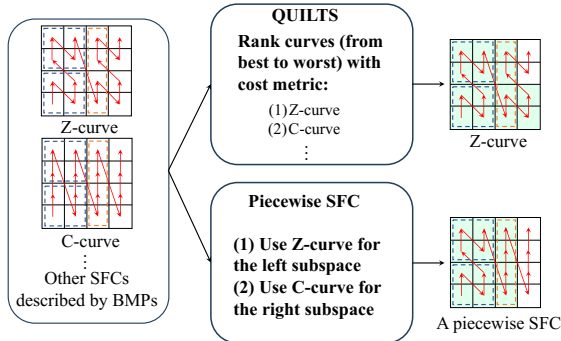 Z-curve
C-curve
⋮
Other SFCs
described by BMPs
QUILTS
Rank curves (from
best to worst) with
cost metric:
(1) Z-curve
(2) C-curve
⋮
Piecewise SFC
(1) Use Z-curve for
the left subspace
(2) Use C-curve for
the right subspace
Z-curve
A piecewise SFC